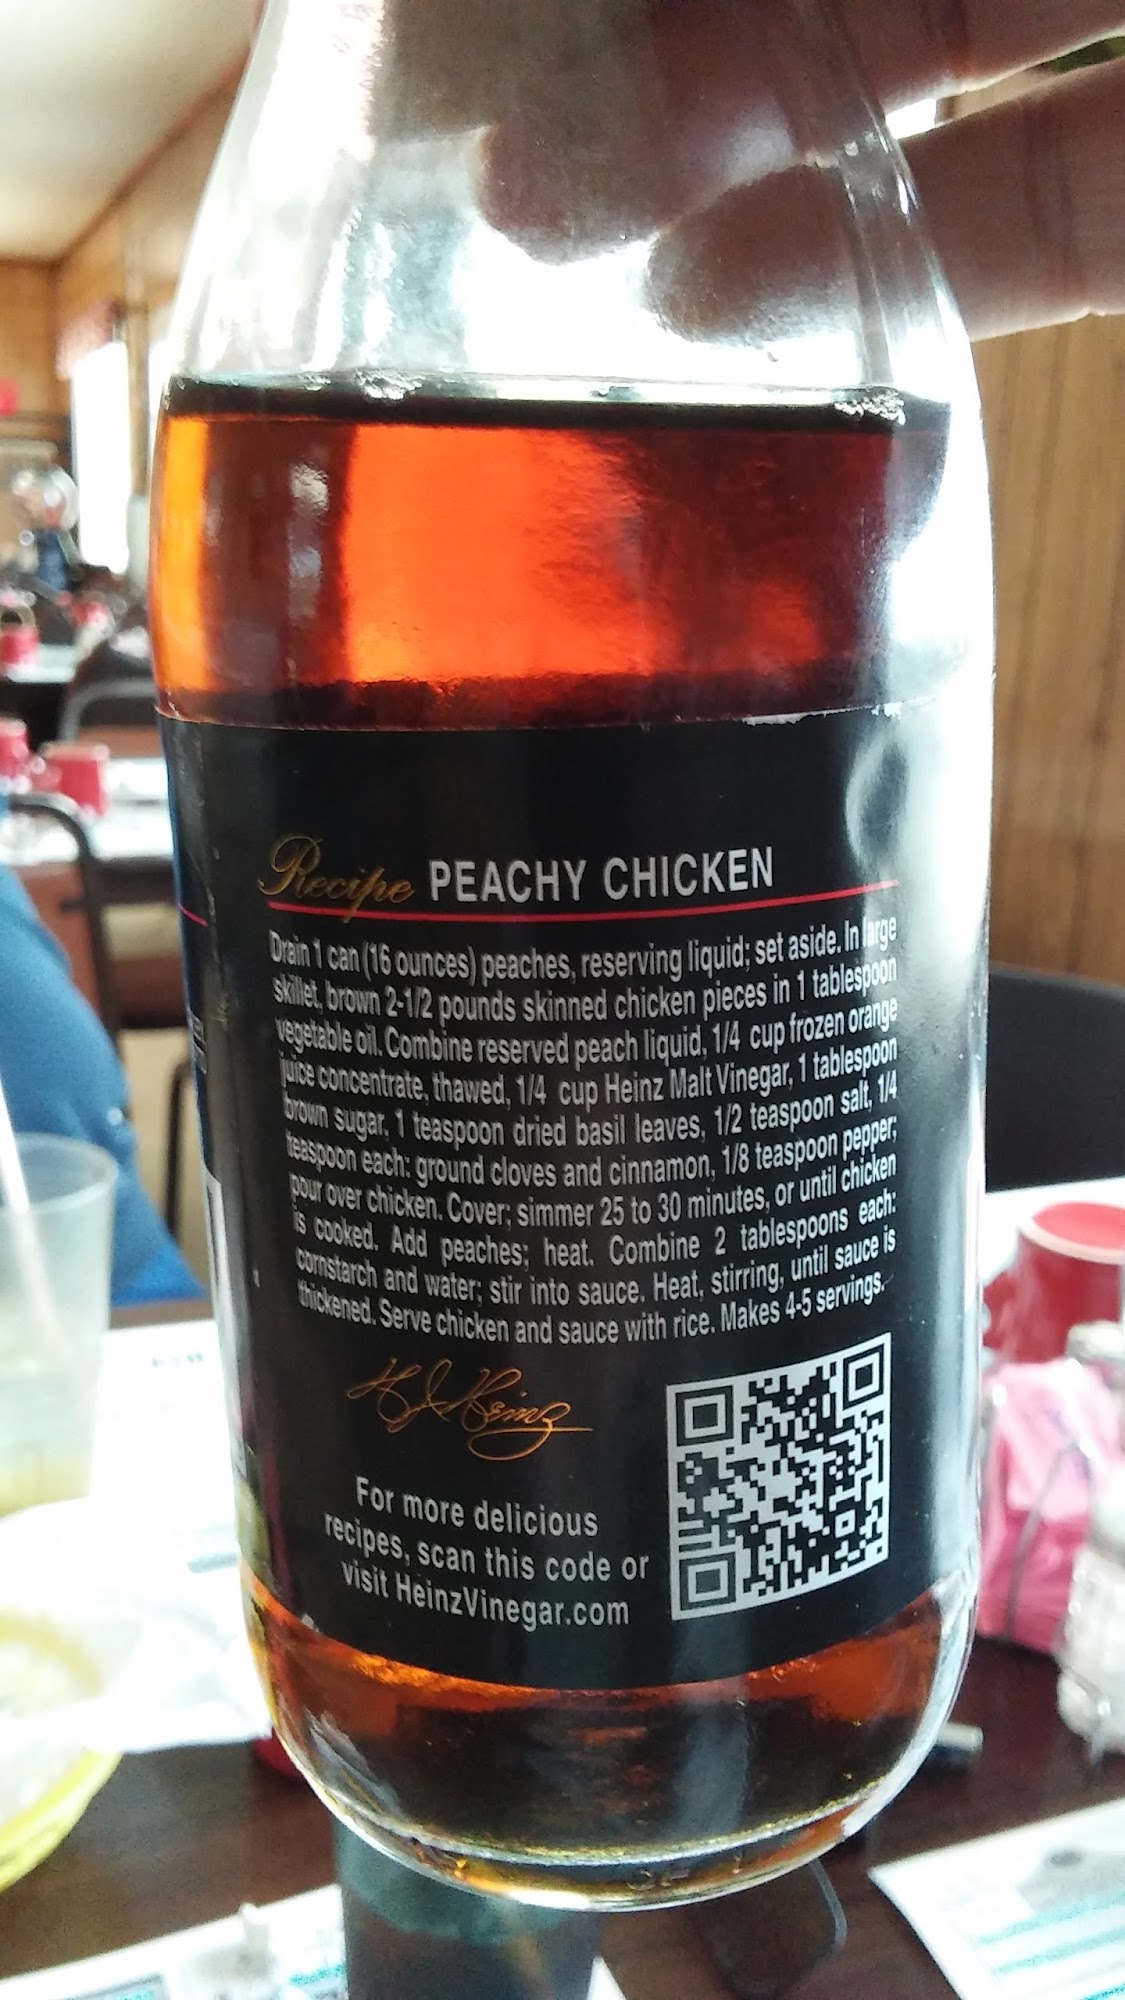 Recipe PEACHY CHICKEN
Drain 1 can (16 ounces) peaches, reserving liquid; set aside. In large
skillet, brown 2-1/2 pounds skinned chicken pieces in 1 tablespoon
vegetable oil. Combine reserved peach liquid, 1/4 cup frozen orange
juice concentrate, thawed, 1/4 cup Heinz Malt Vinegar, 1 tablespoon
brown sugar, 1 teaspoon dried basil leaves, 1/2 teaspoon salt, 1/4
teaspoon each: ground cloves and cinnamon, 1/8 teaspoon pepper;
pour over chicken. Cover; simmer 25 to 30 minutes, or until chicken
is cooked. Add peaches; heat. Combine 2 tablespoons each:
cornstarch and water; stir into sauce. Heat, stirring, until sauce is
thickened. Serve chicken and sauce with rice. Makes 4-5 servings.
H J Heinz
For more delicious
recipes, scan this code or
visit HeinzVinegar.com